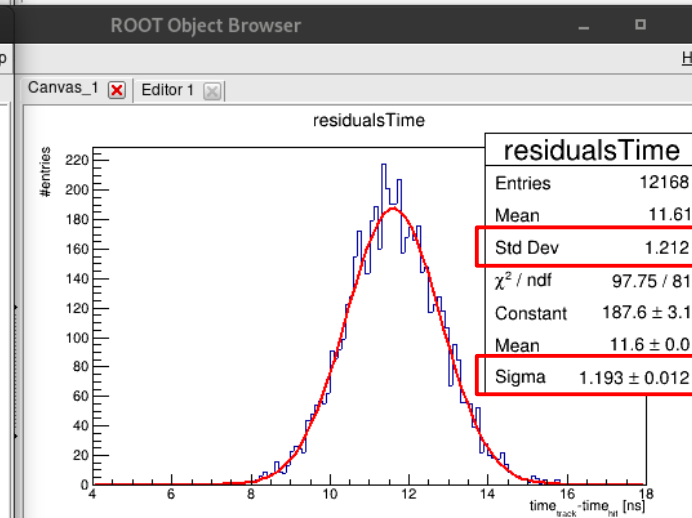 ROOT Object Browser
Canvas_1 Editor 1
residualsTime
#entries
220
200
180
160
140
120
100
80
60
40
20
0
4 6 8 10 12 14 16 18
time_track-time_hit [ns]
residualsTime
Entries 12168
Mean 11.61
Std Dev 1.212
χ² / ndf 97.75 / 81
Constant 187.6 ± 3.1
Mean 11.6 ± 0.0
Sigma 1.193 ± 0.012